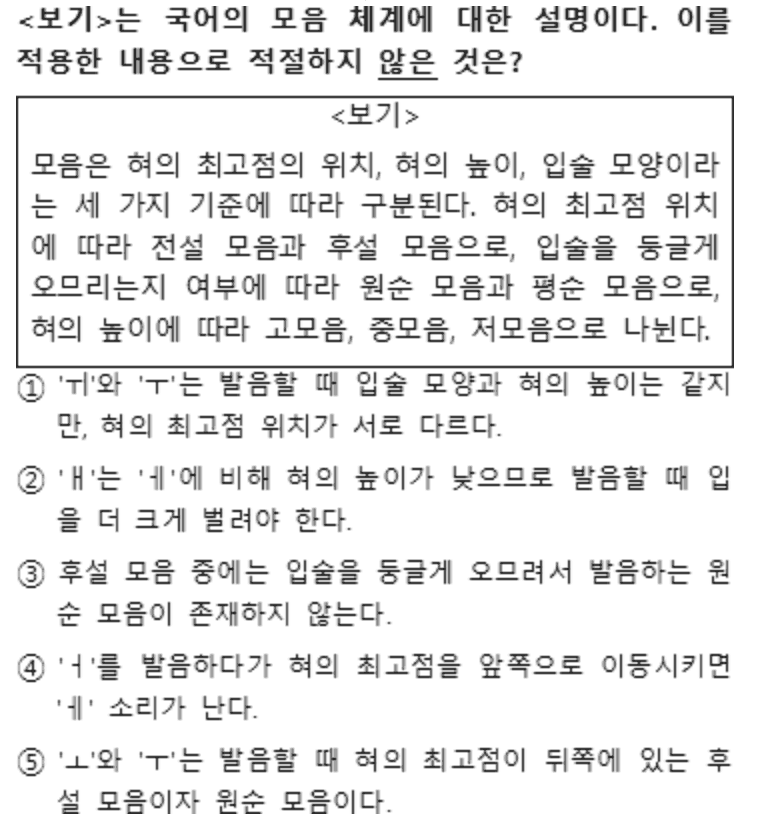 <보기>는 국어의 모음 체계에 대한 설명이다. 이를
적용한 내용으로 적절하지 않은 것은?
<보기>
모음은 혀의 최고점의 위치, 혀의 높이, 입술 모양이라
는 세 가지 기준에 따라 구분된다. 혀의 최고점 위치
에 따라 전설 모음과 후설 모음으로, 입술을 둥글게
오므리는지 여부에 따라 원순 모음과 평순 모음으로,
혀의 높이에 따라 고모음, 중모음, 저모음으로 나뉜다.
① 'ㅟ'와 'ㅜ'는 발음할 때 입술 모양과 혀의 높이는 같지
만, 혀의 최고점 위치가 서로 다르다.
② 'ㅐ'는 'ㅔ'에 비해 혀의 높이가 낮으므로 발음할 때 입
을 더 크게 벌려야 한다.
③ 후설 모음 중에는 입술을 둥글게 오므려서 발음하는 원
순 모음이 존재하지 않는다.
④ 'ㅓ'를 발음하다가 혀의 최고점을 앞쪽으로 이동시키면
'ㅔ' 소리가 난다.
⑤ 'ㅗ'와 'ㅜ'는 발음할 때 혀의 최고점이 뒤쪽에 있는 후
설 모음이자 원순 모음이다.